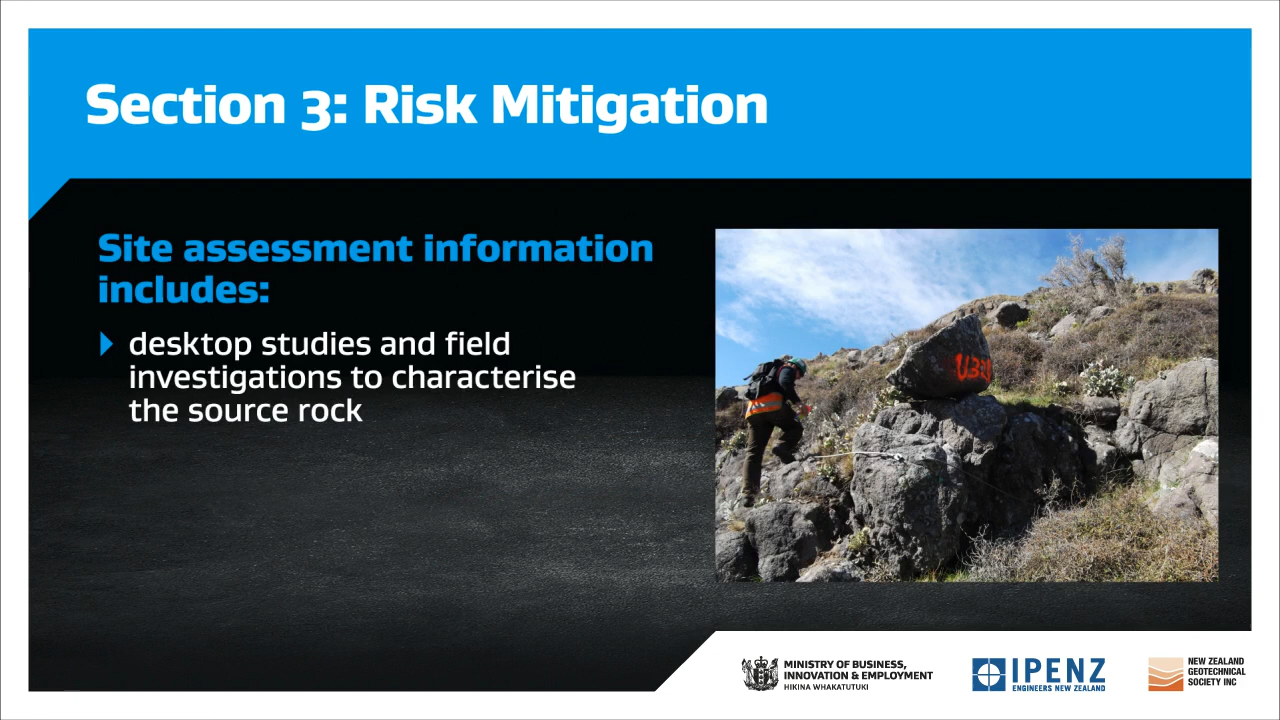 Section 3: Risk Mitigation
Site assessment information
includes:
desktop studies and field
investigations to characterise
the source rock
MINISTRY OF BUSINESS,
INNOVATION & EMPLOYMENT
HIKINA WHAKATUTUKI
IPENZ
ENGINEERS NEW ZEALAND
NEW ZEALAND
GEOTECHNICAL
SOCIETY INC